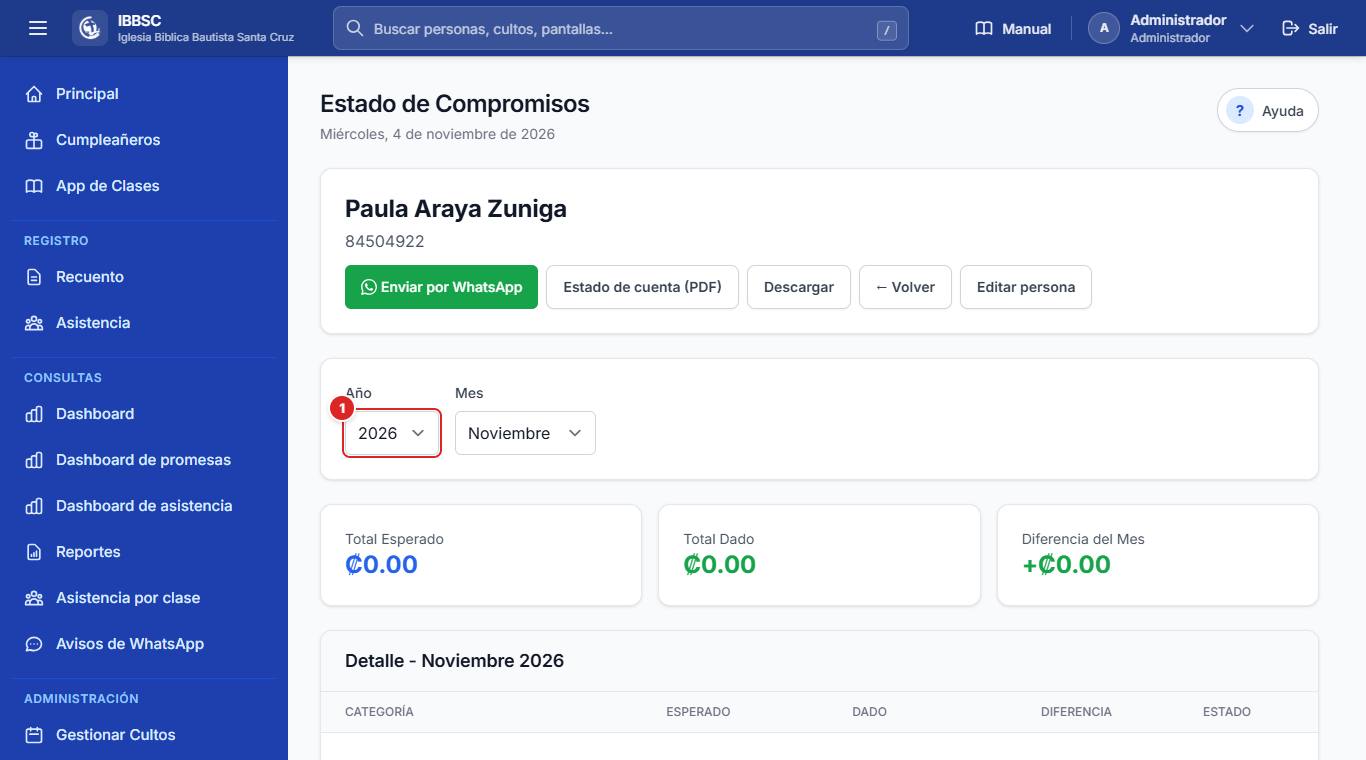 IBBSC
Iglesia Biblica Bautista Santa Cruz
Buscar personas, cultos, pantallas...
/
Manual
A
Administrador
Administrador
Salir
Principal
Cumpleañeros
App de Clases
REGISTRO
Recuento
Asistencia
CONSULTAS
Dashboard
Dashboard de promesas
Dashboard de asistencia
Reportes
Asistencia por clase
Avisos de WhatsApp
ADMINISTRACIÓN
Gestionar Cultos
Estado de Compromisos
Miércoles, 4 de noviembre de 2026
? Ayuda
Paula Araya Zuniga
84504922
Enviar por WhatsApp
Estado de cuenta (PDF)
Descargar
← Volver
Editar persona
Año
Mes
1
2026
Noviembre
Total Esperado
₡0.00
Total Dado
₡0.00
Diferencia del Mes
+₡0.00
Detalle - Noviembre 2026
CATEGORÍA ESPERADO DADO DIFERENCIA ESTADO